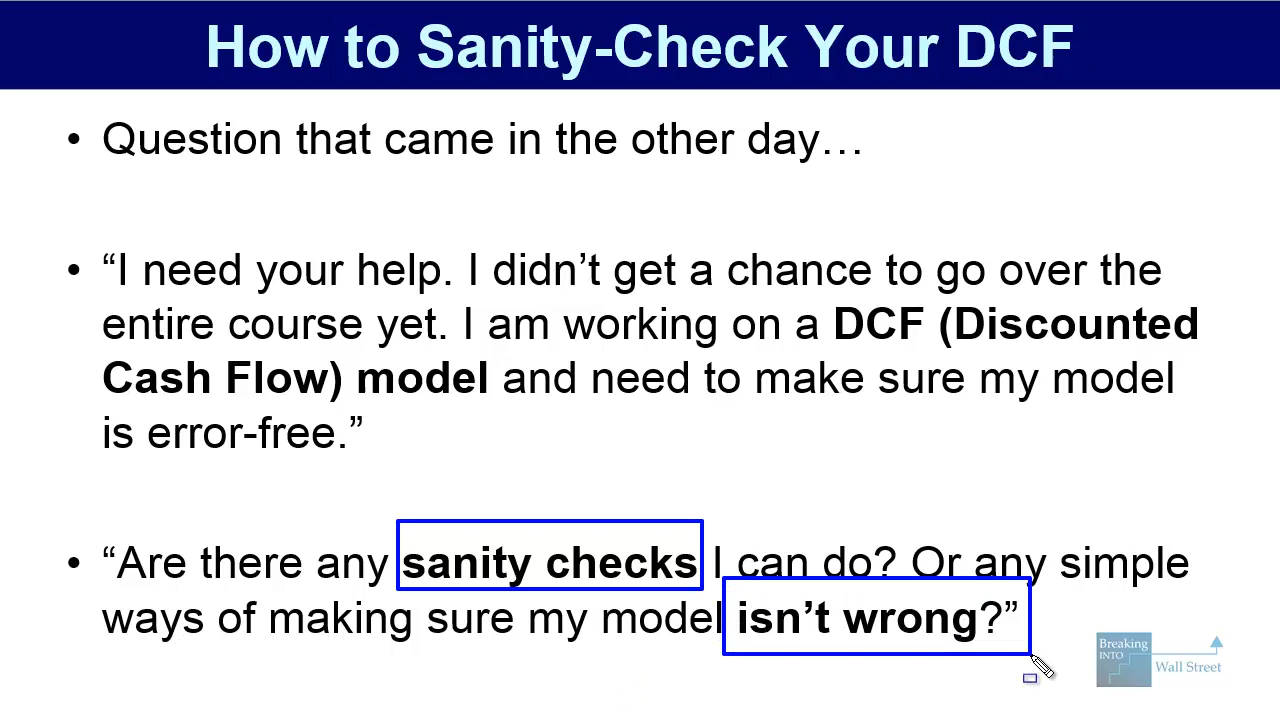 How to Sanity-Check Your DCF
• Question that came in the other day…
• “I need your help. I didn’t get a chance to go over the
entire course yet. I am working on a DCF (Discounted
Cash Flow) model and need to make sure my model
is error-free.”
• “Are there any sanity checks I can do? Or any simple
ways of making sure my model isn’t wrong?”
Breaking
INTO
Wall Street